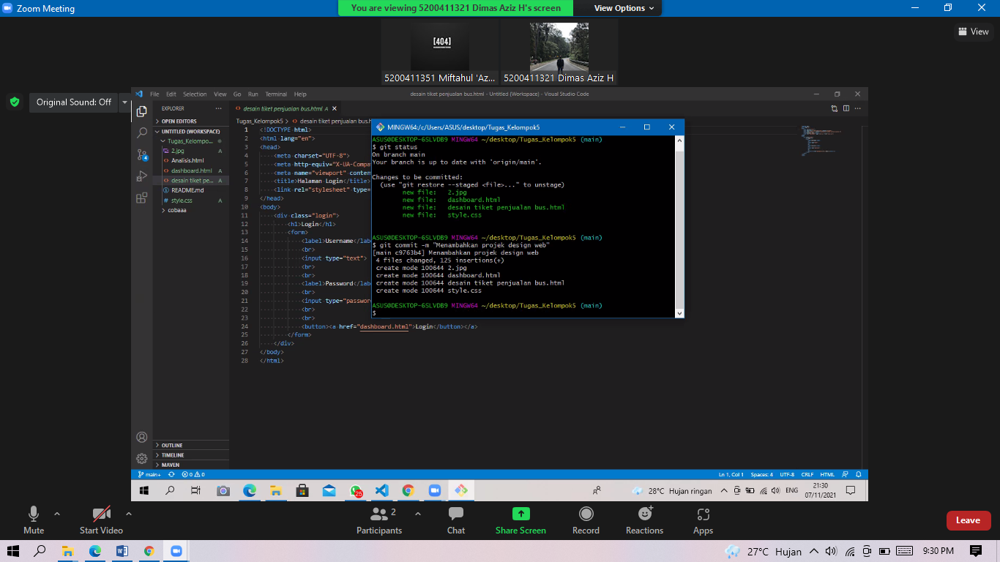 Zoom Meeting
You are viewing 5200411321 Dimas Aziz H's screen
View Options
View
[404]
5200411351 Miftahul 'Az...
5200411321 Dimas Aziz H
Original Sound: Off
File Edit Selection View Go Run Terminal Help
desain tiket penjualan bus.html - Untitled (Workspace) - Visual Studio Code
EXPLORER
OPEN EDITORS
UNTITLED (WORKSPACE)
Tugas_Kelompo...
2.jpg A
Analisis.html
dashboard.html A
desain tiket pe... A
README.md
style.css A
cobaaa
OUTLINE
TIMELINE
MAVEN
desain tiket penjualan bus.html A
Tugas_Kelompok5 > desain tiket penjualan bus.h
1 <!DOCTYPE html>
2 <html lang="en">
3 <head>
4 <meta charset="UTF-8">
5 <meta http-equiv="X-UA-Compa
6 <meta name="viewport" conten
7 <title>Halaman Login</title>
8 <link rel="stylesheet" type=
9 </head>
10 <body>
11 <div class="login">
12 <h1>Login</h1>
13 <form>
14 <label>Username</lab
15 <br>
16 <input type="text">
17 <br>
18 <br>
19 <label>Password</lab
20 <br>
21 <input type="passwor
22 <br>
23 <br>
24 <button><a href="dashboard.html">Login</button></a>
25 </form>
26 </div>
27 </body>
28 </html>
MINGW64:/c/Users/ASUS/desktop/Tugas_Kelompok5
ASUS@DESKTOP-6SLVDB9 MINGW64 ~/desktop/Tugas_Kelompok5 (main)
$ git status
On branch main
Your branch is up to date with 'origin/main'.
Changes to be committed:
(use "git restore --staged <file>..." to unstage)
new file: 2.jpg
new file: dashboard.html
new file: desain tiket penjualan bus.html
new file: style.css
ASUS@DESKTOP-6SLVDB9 MINGW64 ~/desktop/Tugas_Kelompok5 (main)
$ git commit -m "Menambahkan projek design web"
[main c9763b4] Menambahkan projek design web
4 files changed, 125 insertions(+)
create mode 100644 2.jpg
create mode 100644 dashboard.html
create mode 100644 desain tiket penjualan bus.html
create mode 100644 style.css
ASUS@DESKTOP-6SLVDB9 MINGW64 ~/desktop/Tugas_Kelompok5 (main)
$
main+ 0 0
Ln 1, Col 1 Spaces: 4 UTF-8 CRLF HTML
25
28°C Hujan ringan ENG 21:30
07/11/2021
Mute
Start Video
Participants 2
Chat
Share Screen
Record
Reactions
Apps
Leave
27°C Hujan 9:30 PM